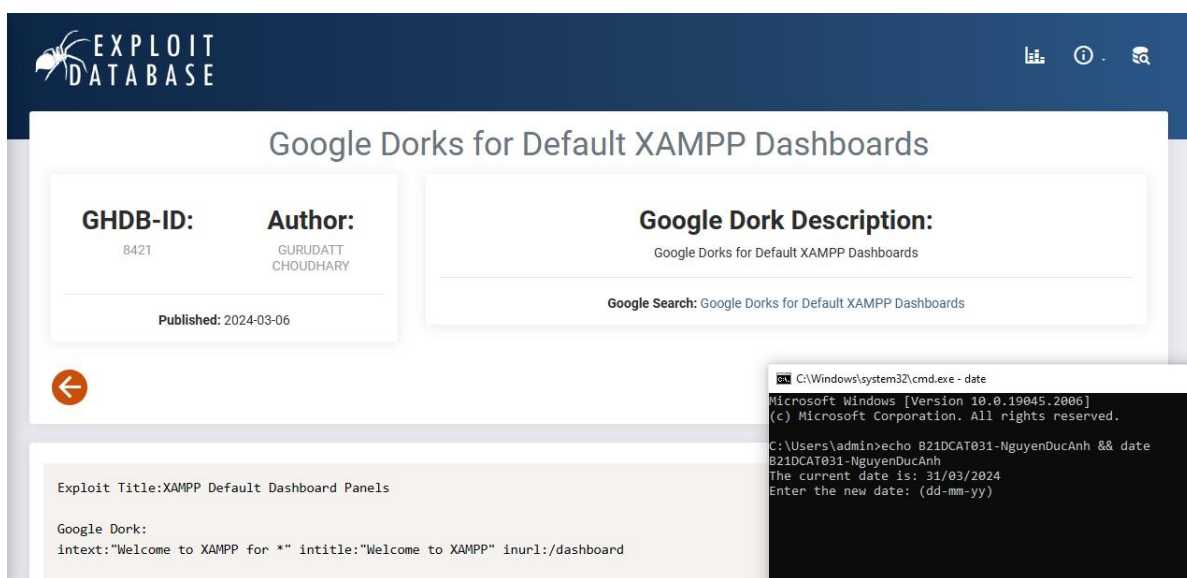 EXPLOIT
DATABASE
Google Dorks for Default XAMPP Dashboards
GHDB-ID:
8421
Author:
GURUDATT
CHOUDHARY
Published: 2024-03-06
Google Dork Description:
Google Dorks for Default XAMPP Dashboards
Google Search: Google Dorks for Default XAMPP Dashboards
C:\Windows\system32\cmd.exe - date
Microsoft Windows [Version 10.0.19045.2006]
(c) Microsoft Corporation. All rights reserved.
C:\Users\admin>echo B21DCAT031-NguyenDucAnh && date
B21DCAT031-NguyenDucAnh
The current date is: 31/03/2024
Enter the new date: (dd-mm-yy)
Exploit Title:XAMPP Default Dashboard Panels
Google Dork:
intext:"Welcome to XAMPP for *" intitle:"Welcome to XAMPP" inurl:/dashboard